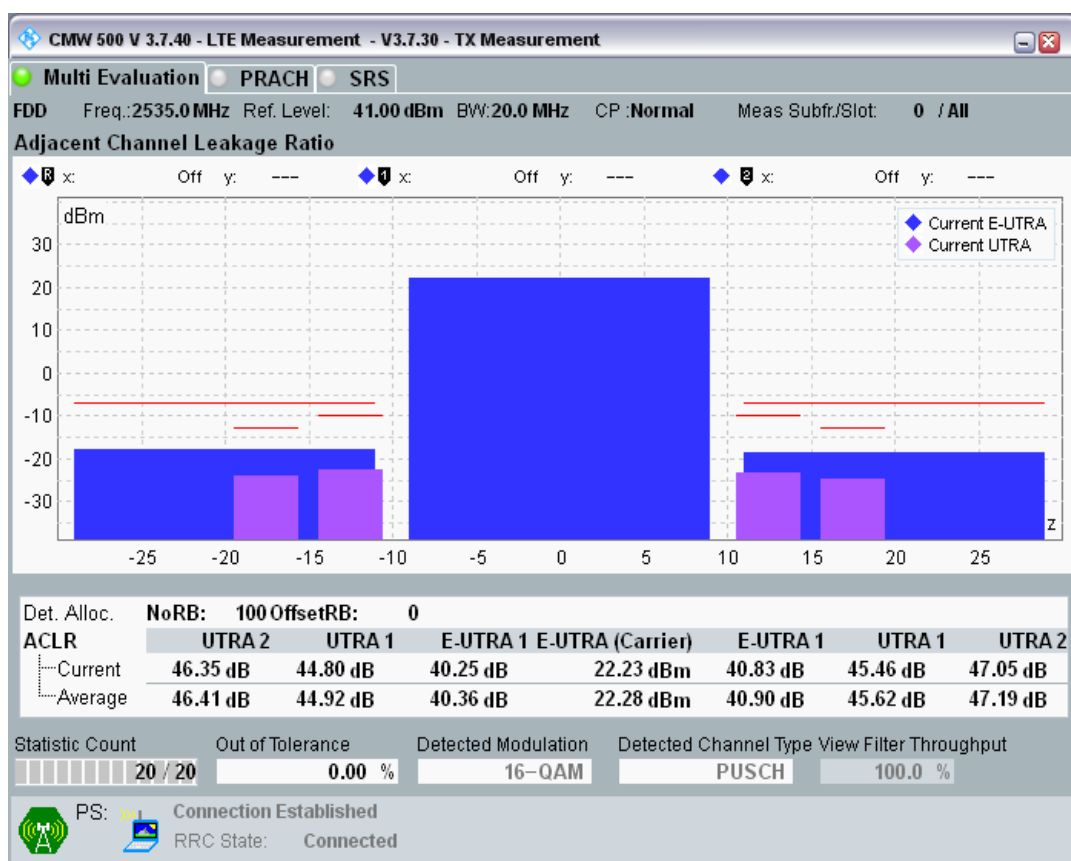 CMW 500 V 3.7.40 - LTE Measurement - V3.7.30 - TX Measurement
Multi Evaluation PRACH SRS
FDD Freq.:2535.0 MHz Ref. Level: 41.00 dBm BW:20.0 MHz CP :Normal Meas Subfr./Slot: 0 / All
Adjacent Channel Leakage Ratio
R x: Off y: --- 1 x: Off y: --- 2 x: Off y: ---
dBm
Current E-UTRA
Current UTRA
30
20
10
0
-10
-20
-30
z
-25 -20 -15 -10 -5 0 5 10 15 20 25
Det. Alloc. NoRB: 100 OffsetRB: 0
ACLR UTRA 2 UTRA 1 E-UTRA 1 E-UTRA (Carrier) E-UTRA 1 UTRA 1 UTRA 2
Current 46.35 dB 44.80 dB 40.25 dB 22.23 dBm 40.83 dB 45.46 dB 47.05 dB
Average 46.41 dB 44.92 dB 40.36 dB 22.28 dBm 40.90 dB 45.62 dB 47.19 dB
Statistic Count Out of Tolerance Detected Modulation Detected Channel Type View Filter Throughput
20 / 20 0.00 % 16-QAM PUSCH 100.0 %
PS: Connection Established
RRC State: Connected